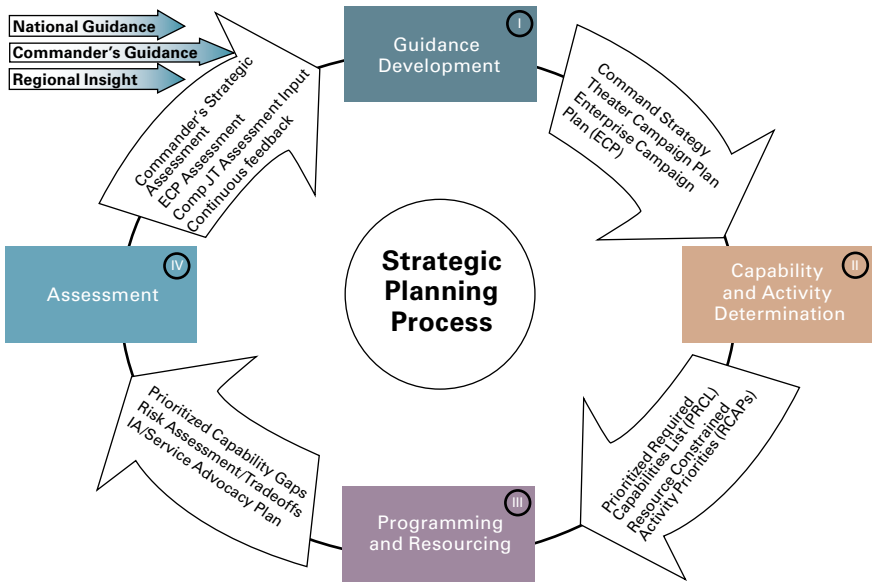 National Guidance
Commander's Guidance
Regional Insight
I
Guidance
Development
Command Strategy
Theater Campaign Plan
Enterprise Campaign
Plan (ECP)
II
Capability
and Activity
Determination
Prioritized Required
Capabilities List (PRCL)
Resource Constrained
Activity Priorities (RCAPs)
III
Programming
and Resourcing
Prioritized Capability Gaps
Risk Assessment/Tradeoffs
IA/Service Advocacy Plan
IV
Assessment
Commander's Strategic
Assessment
ECP Assessment
Comp JT Assessment Input
Continuous feedback
Strategic
Planning
Process